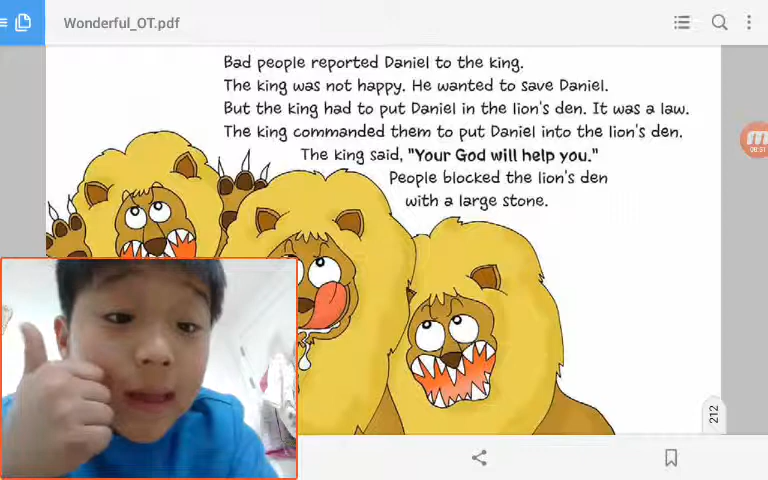 Wonderful_OT.pdf
Bad people reported Daniel to the king.
The king was not happy. He wanted to save Daniel.
But the king had to put Daniel in the lion's den. It was a law.
The king commanded them to put Daniel into the lion's den.
The king said, "Your God will help you."
People blocked the lion's den
with a large stone.
00:51
212